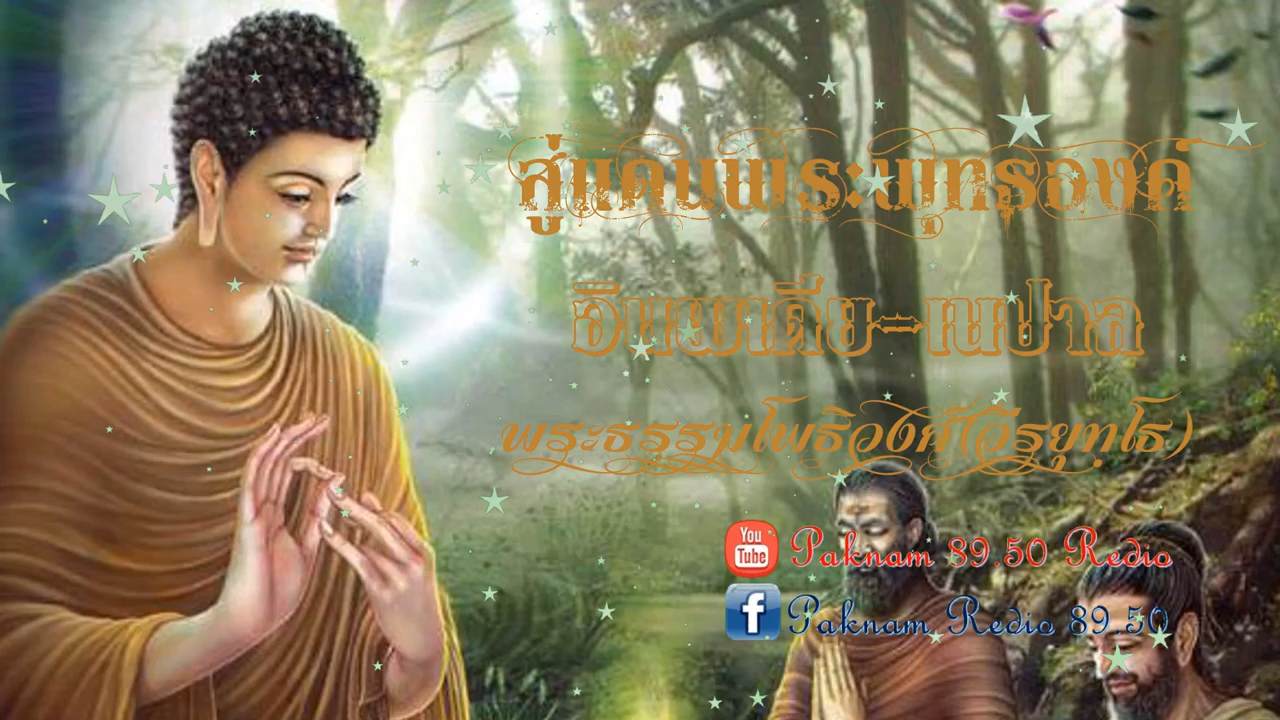 สู่แดนพระพุทธองค์
อินเดีย-เนปาล
พระธรรมโพธิวงศ์(วีรยุทฺโธ)
You Tube Paknam 89.50 Redio
f Paknam Redio 89.50